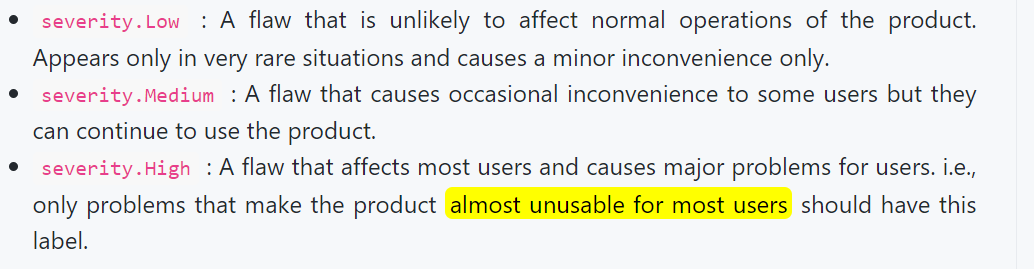 severity.Low : A flaw that is unlikely to affect normal operations of the product.
Appears only in very rare situations and causes a minor inconvenience only.
severity.Medium : A flaw that causes occasional inconvenience to some users but they
can continue to use the product.
severity.High : A flaw that affects most users and causes major problems for users. i.e.,
only problems that make the product almost unusable for most users should have this
label.